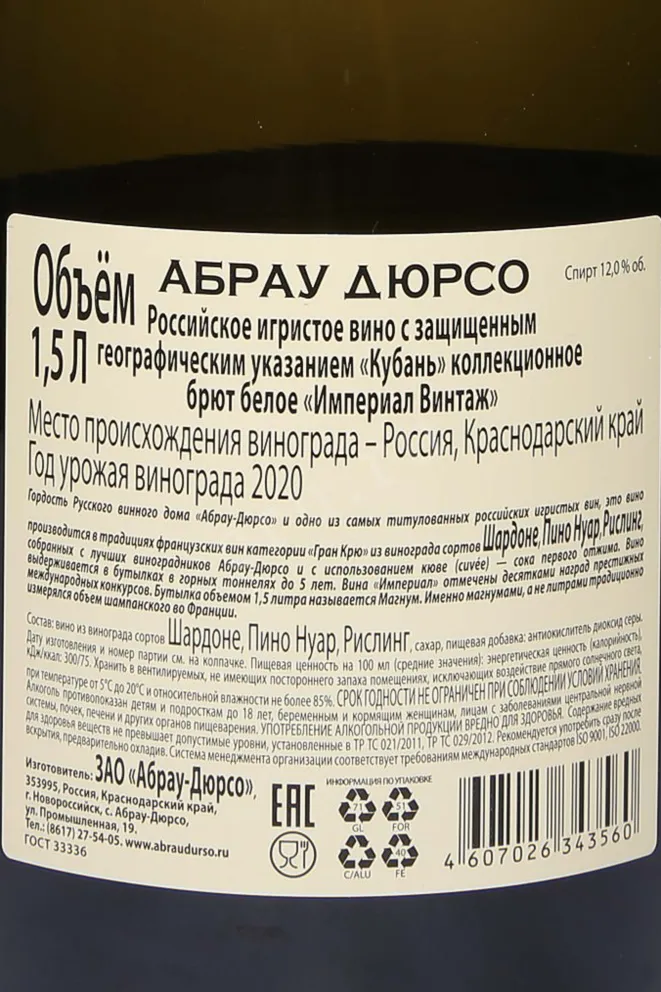 Объём
1,5 Л
АБРАУ ДЮРСО
Спирт 12,0 % об.
Российское игристое вино с защищенным
географическим указанием «Кубань» коллекционное
брют белое «Империал Винтаж»
Место происхождения винограда – Россия, Краснодарский край
Год урожая винограда 2020
Гордость Русского винного дома «Абрау-Дюрсо» и одно из самых титулованных российских игристых вин, это вино
производится в традициях французских вин категории «Гран Крю» из винограда сортов Шардоне, Пино Нуар, Рислинг,
собранных с лучших виноградников Абрау-Дюрсо и с использованием кюве (cuvée) — сока первого отжима. Вино
выдерживается в бутылках в горных тоннелях до 5 лет. Вина «Империал» отмечены десятками наград престижных
международных конкурсов. Бутылка объемом 1,5 литра называется Магнум. Именно магнумами, а не литрами традиционно
измерялся объем шампанского во Франции.
Состав: вино из винограда сортов Шардоне, Пино Нуар, Рислинг, сахар, пищевая добавка: антиокислитель диоксид серы.
Дату изготовления и номер партии см. на колпачке. Пищевая ценность на 100 мл (средние значения): энергетическая ценность (калорийность),
кДж/ккал: 300/75. Хранить в вентилируемых, не имеющих постороннего запаха помещениях, исключающих воздействие прямого солнечного света,
при температуре от 5°С до 20°С и относительной влажности не более 85%. СРОК ГОДНОСТИ НЕ ОГРАНИЧЕН ПРИ СОБЛЮДЕНИИ УСЛОВИЙ ХРАНЕНИЯ.
Алкоголь противопоказан детям и подросткам до 18 лет, беременным и кормящим женщинам, лицам с заболеваниями центральной нервной
системы, почек, печени и других органов пищеварения. УПОТРЕБЛЕНИЕ АЛКОГОЛЬНОЙ ПРОДУКЦИИ ВРЕДНО ДЛЯ ЗДОРОВЬЯ. Содержание вредных
для здоровья веществ не превышает допустимые уровни, установленные в ТР ТС 021/2011, ТР ТС 029/2012. Рекомендуется употребить сразу после
вскрытия, предварительно охладив. Система менеджмента организации соответствует требованиям международных стандартов ISO 9001, ISO 22000.
Изготовитель: ЗАО «Абрау-Дюрсо»,
353995, Россия, Краснодарский край,
г. Новороссийск, с. Абрау-Дюрсо,
ул. Промышленная, 19.
Тел.: (8617) 27-54-05. www.abraudurso.ru
ГОСТ 33336
ЕАС
ИНФОРМАЦИЯ ПО УПАКОВКЕ
71
GL
51
FOR
C/ALU
40
FE
4 607026 343560